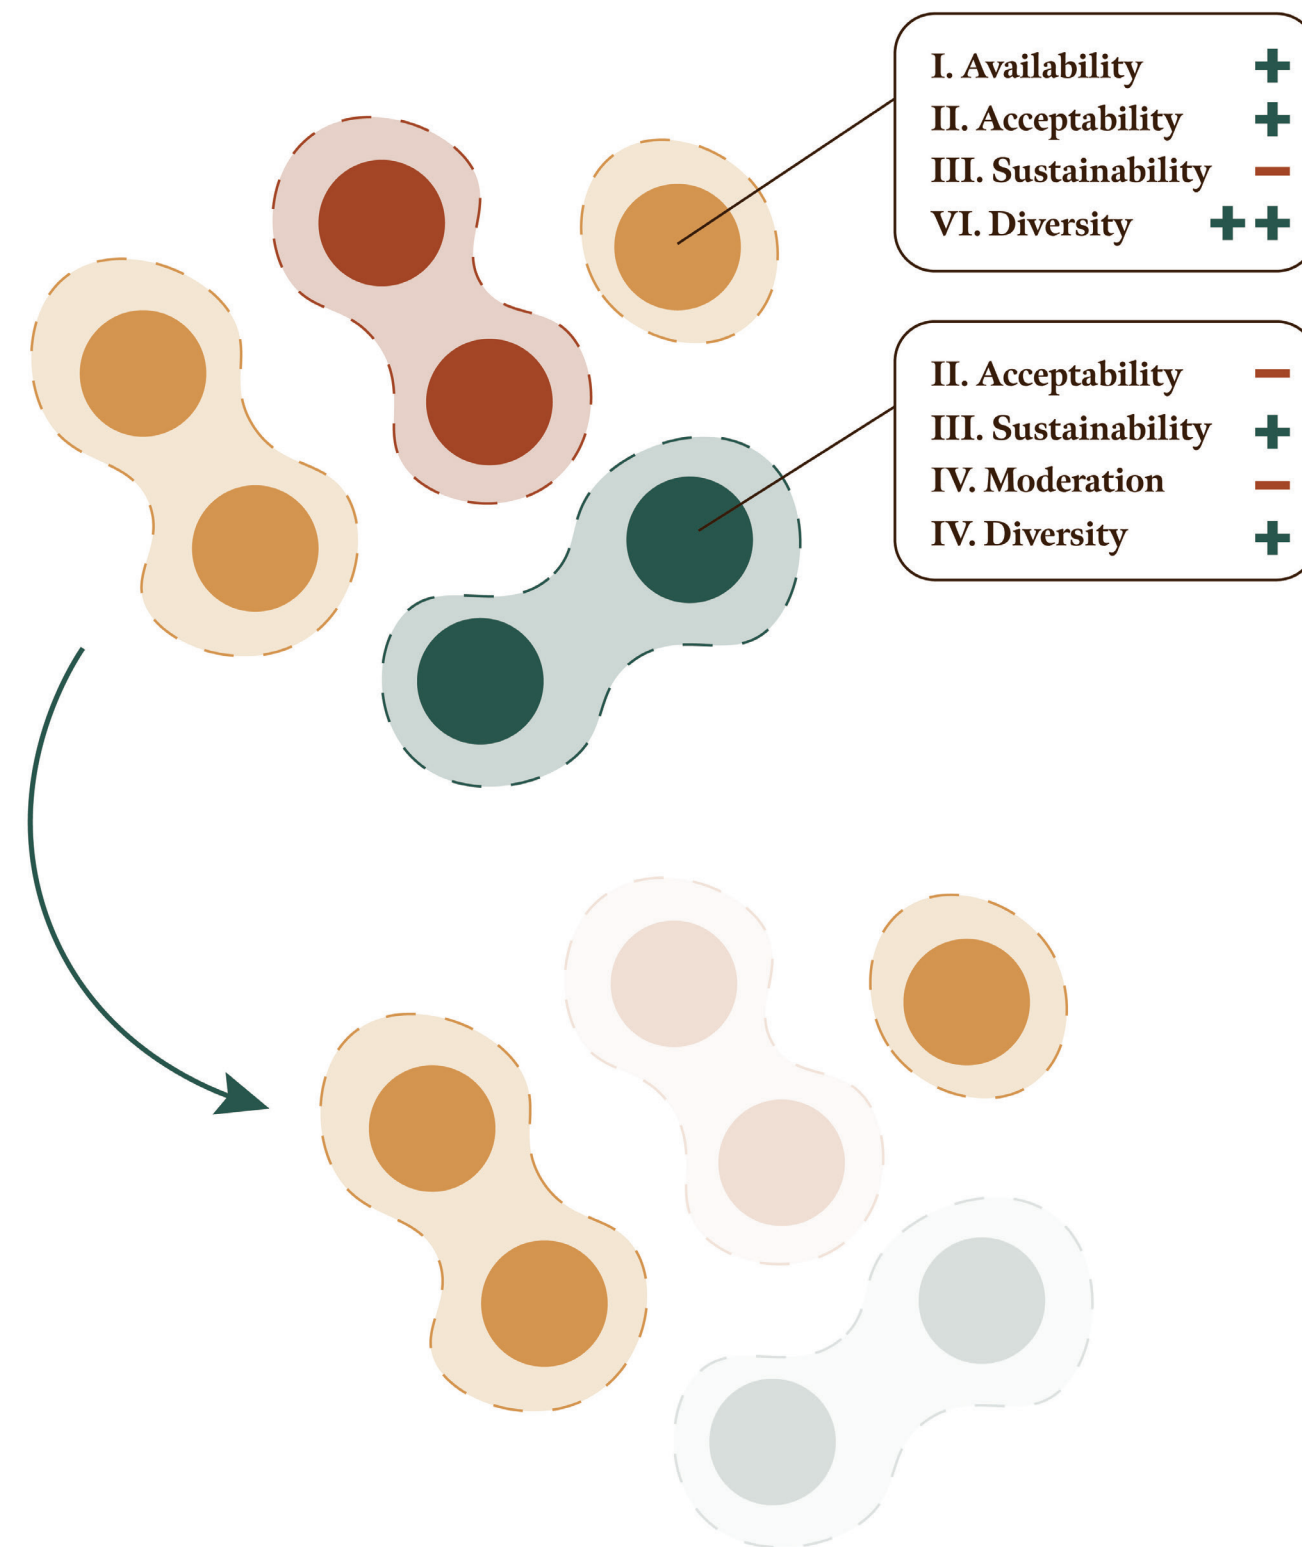 I. Availability +
II. Acceptability +
III. Sustainability −
VI. Diversity ++
II. Acceptability −
III. Sustainability +
IV. Moderation −
IV. Diversity +